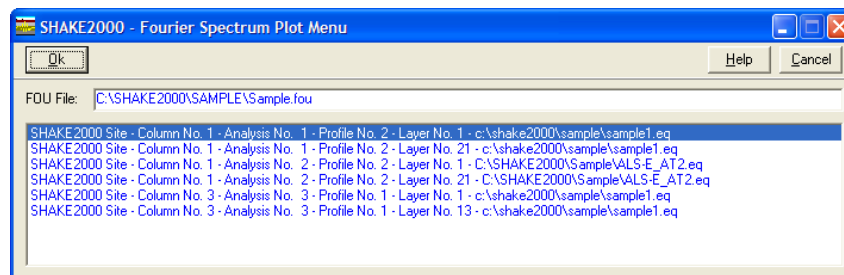 SHAKE2000 - Fourier Spectrum Plot Menu
Ok Help Cancel
FOU File: C:\SHAKE2000\SAMPLE\Sample.fou
SHAKE2000 Site - Column No. 1 - Analysis No. 1 - Profile No. 2 - Layer No. 1 - c:\shake2000\sample\sample1.eq
SHAKE2000 Site - Column No. 1 - Analysis No. 1 - Profile No. 2 - Layer No. 21 - c:\shake2000\sample\sample1.eq
SHAKE2000 Site - Column No. 1 - Analysis No. 2 - Profile No. 2 - Layer No. 1 - C:\SHAKE2000\Sample\ALS-E_AT2.eq
SHAKE2000 Site - Column No. 1 - Analysis No. 2 - Profile No. 2 - Layer No. 21 - C:\SHAKE2000\Sample\ALS-E_AT2.eq
SHAKE2000 Site - Column No. 3 - Analysis No. 3 - Profile No. 1 - Layer No. 1 - c:\shake2000\sample\sample1.eq
SHAKE2000 Site - Column No. 3 - Analysis No. 3 - Profile No. 1 - Layer No. 13 - c:\shake2000\sample\sample1.eq